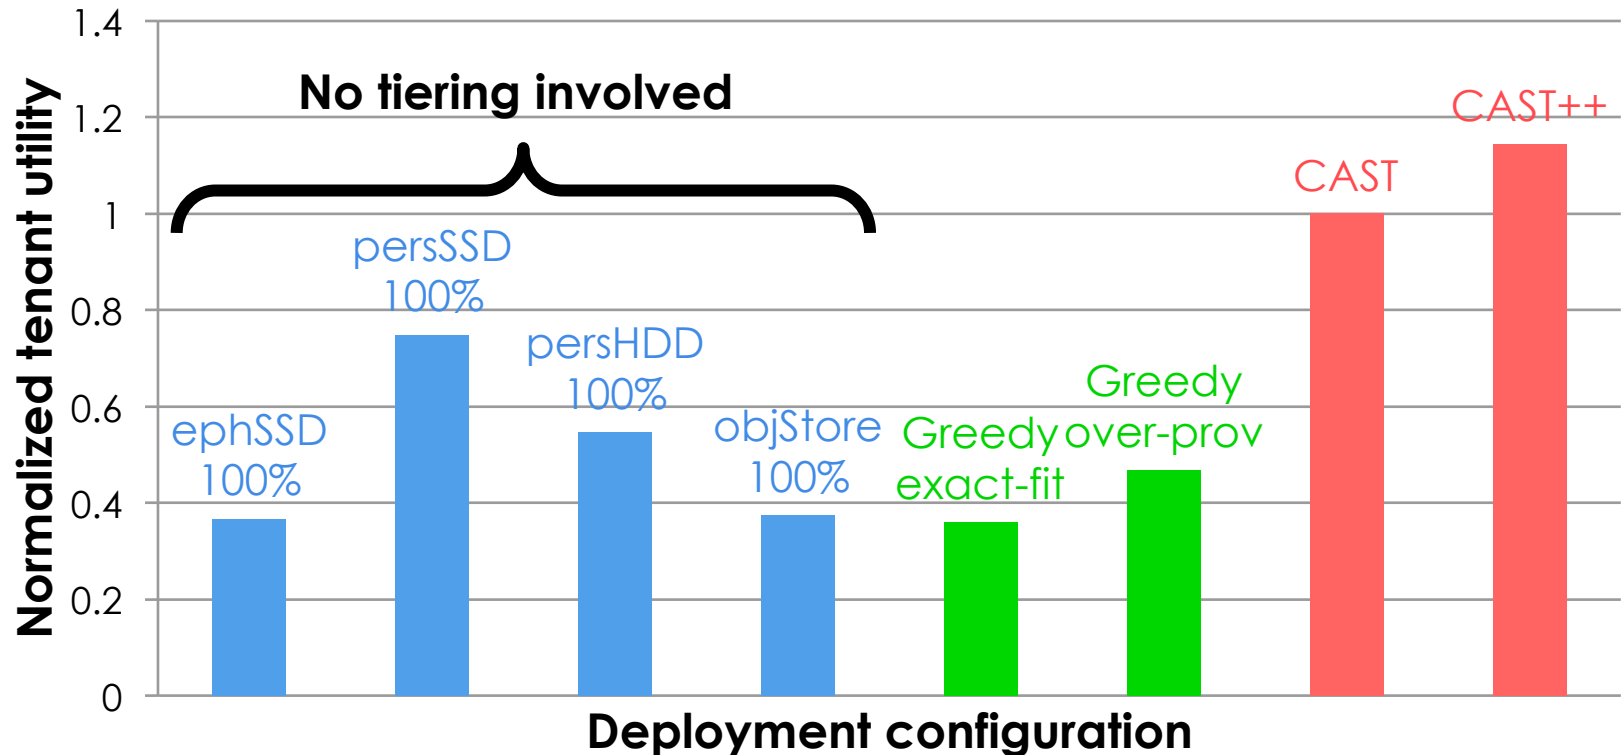 Normalized tenant utility
1.4
1.2
1
0.8
0.6
0.4
0.2
0
No tiering involved
ephSSD
100%
persSSD
100%
persHDD
100%
objStore
100%
Greedy
exact-fit
Greedy
over-prov
CAST
CAST++
Deployment configuration